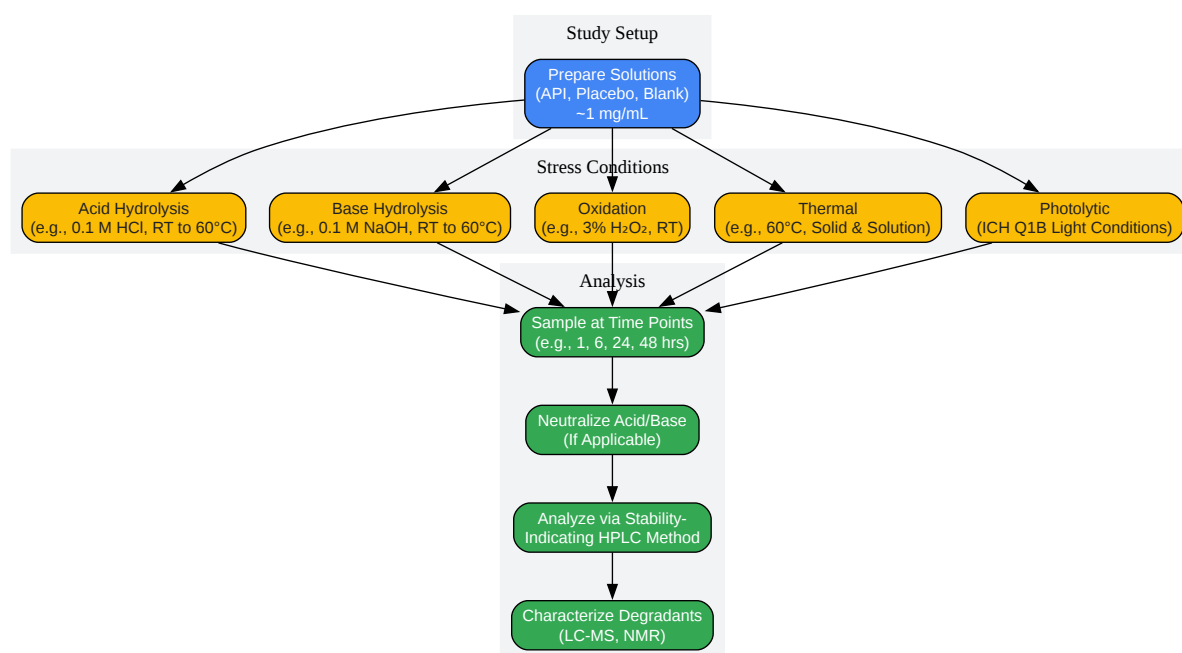 Study Setup
Prepare Solutions
(API, Placebo, Blank)
~1 mg/mL
Stress Conditions
Acid Hydrolysis
(e.g., 0.1 M HCl, RT to 60°C)
Base Hydrolysis
(e.g., 0.1 M NaOH, RT to 60°C)
Oxidation
(e.g., 3% H₂O₂, RT)
Thermal
(e.g., 60°C, Solid & Solution)
Photolytic
(ICH Q1B Light Conditions)
Analysis
Sample at Time Points
(e.g., 1, 6, 24, 48 hrs)
Neutralize Acid/Base
(If Applicable)
Analyze via Stability-
Indicating HPLC Method
Characterize Degradants
(LC-MS, NMR)